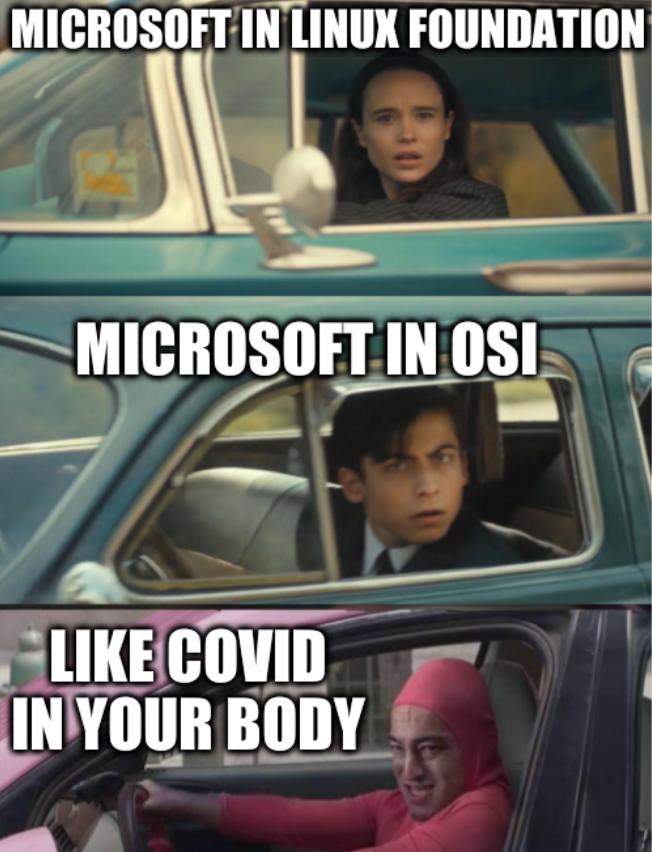 MICROSOFT IN LINUX FOUNDATION
MICROSOFT IN OSI
LIKE COVID
IN YOUR BODY